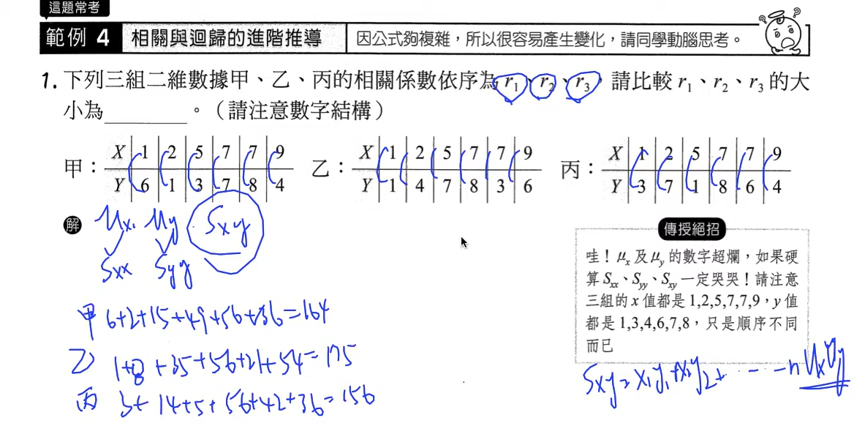 這題常考
範例 4 相關與迴歸的進階推導 因公式夠複雜，所以很容易產生變化，請同學動腦思考。
1. 下列三組二維數據甲、乙、丙的相關係數依序為 r₁、r₂、r₃，請比較 r₁、r₂、r₃ 的大
小為________。（請注意數字結構）
甲： X 1 2 5 7 7 9 乙： X 1 2 5 7 7 9 丙： X 1 2 5 7 7 9
Y 6 1 3 7 8 4 Y 1 4 7 8 3 6 Y 3 7 1 8 6 4
解 μx. μy Sxy
Sxx Syy
傳授絕招
哇！μx 及 μy 的數字超爛，如果硬
算 Sxx、Syy、Sxy 一定哭哭！請注意
三組的 x 值都是 1,2,5,7,7,9，y 值
都是 1,3,4,6,7,8，只是順序不同
而已
甲 6+2+15+49+56+36=164
乙 1+8+35+56+21+54=175
丙 3+14+5+56+42+36=156
Sxy=x₁y₁+x₂y₂+ ‥ -n μx μy